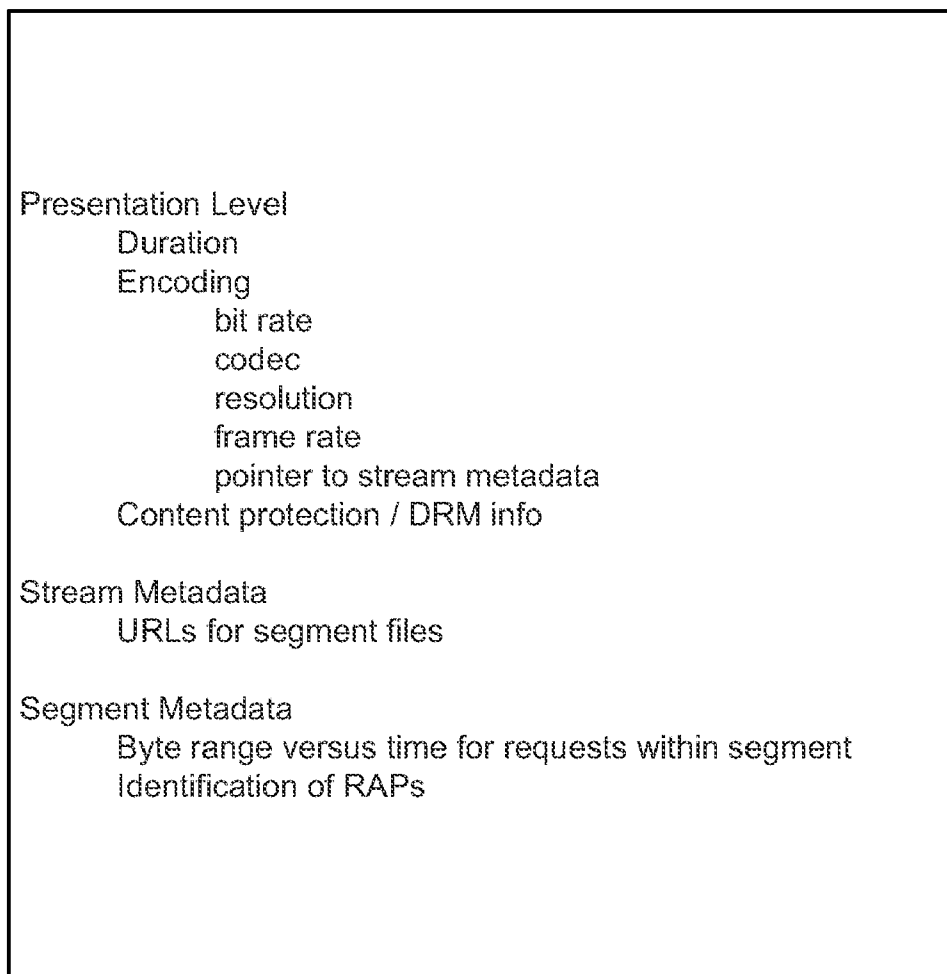 Presentation Level
Duration
Encoding
bit rate
codec
resolution
frame rate
pointer to stream metadata
Content protection / DRM info
Stream Metadata
URLs for segment files
Segment Metadata
Byte range versus time for requests within segment
Identification of RAPs